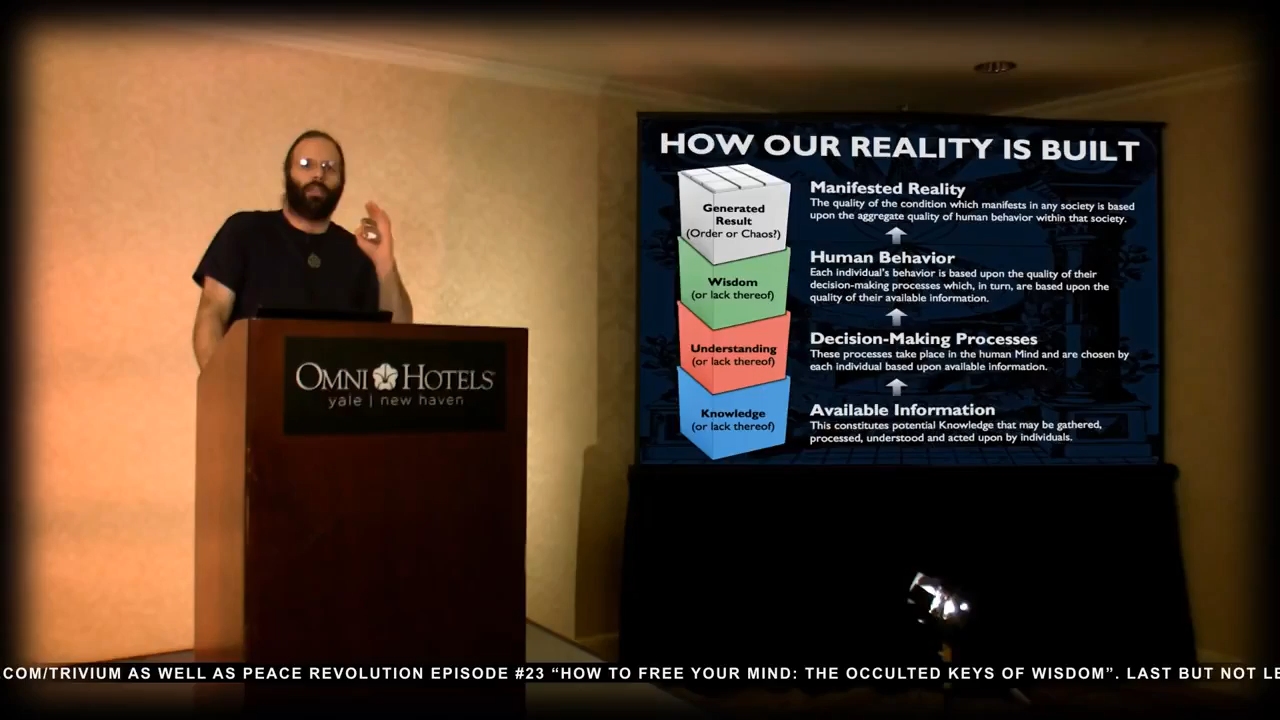 HOW OUR REALITY IS BUILT
Generated
Result
(Order or Chaos?)
Manifested Reality
The quality of the condition which manifests in any society is based
upon the aggregate quality of human behavior within that society.
Wisdom
(or lack thereof)
Human Behavior
Each individual's behavior is based upon the quality of their
decision-making processes which, in turn, are based upon the
quality of their available information.
Understanding
(or lack thereof)
Decision-Making Processes
These processes take place in the human Mind and are chosen by
each individual based upon available information.
Knowledge
(or lack thereof)
Available Information
This constitutes potential Knowledge that may be gathered,
processed, understood and acted upon by individuals.
OMNI HOTELS
yale | new haven
.COM/TRIVIUM AS WELL AS PEACE REVOLUTION EPISODE #23 “HOW TO FREE YOUR MIND: THE OCCULTED KEYS OF WISDOM”. LAST BUT NOT LE